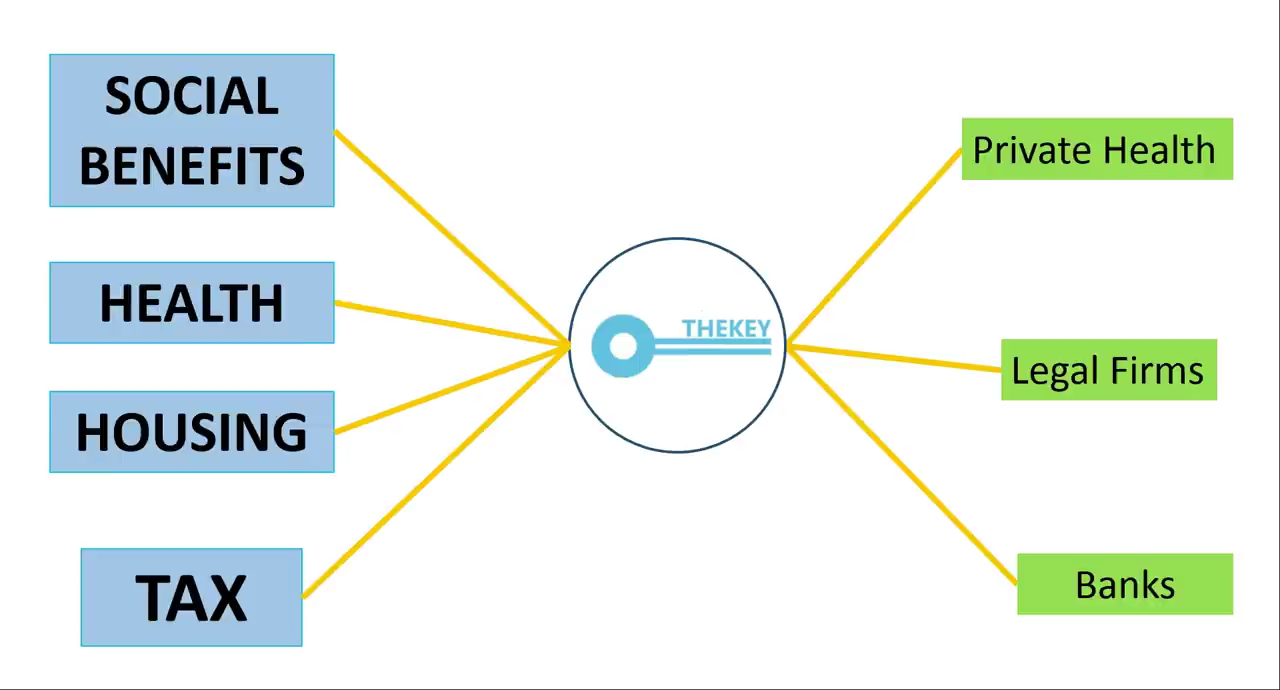 SOCIAL
BENEFITS
HEALTH
HOUSING
TAX
THEKEY
Private Health
Legal Firms
Banks